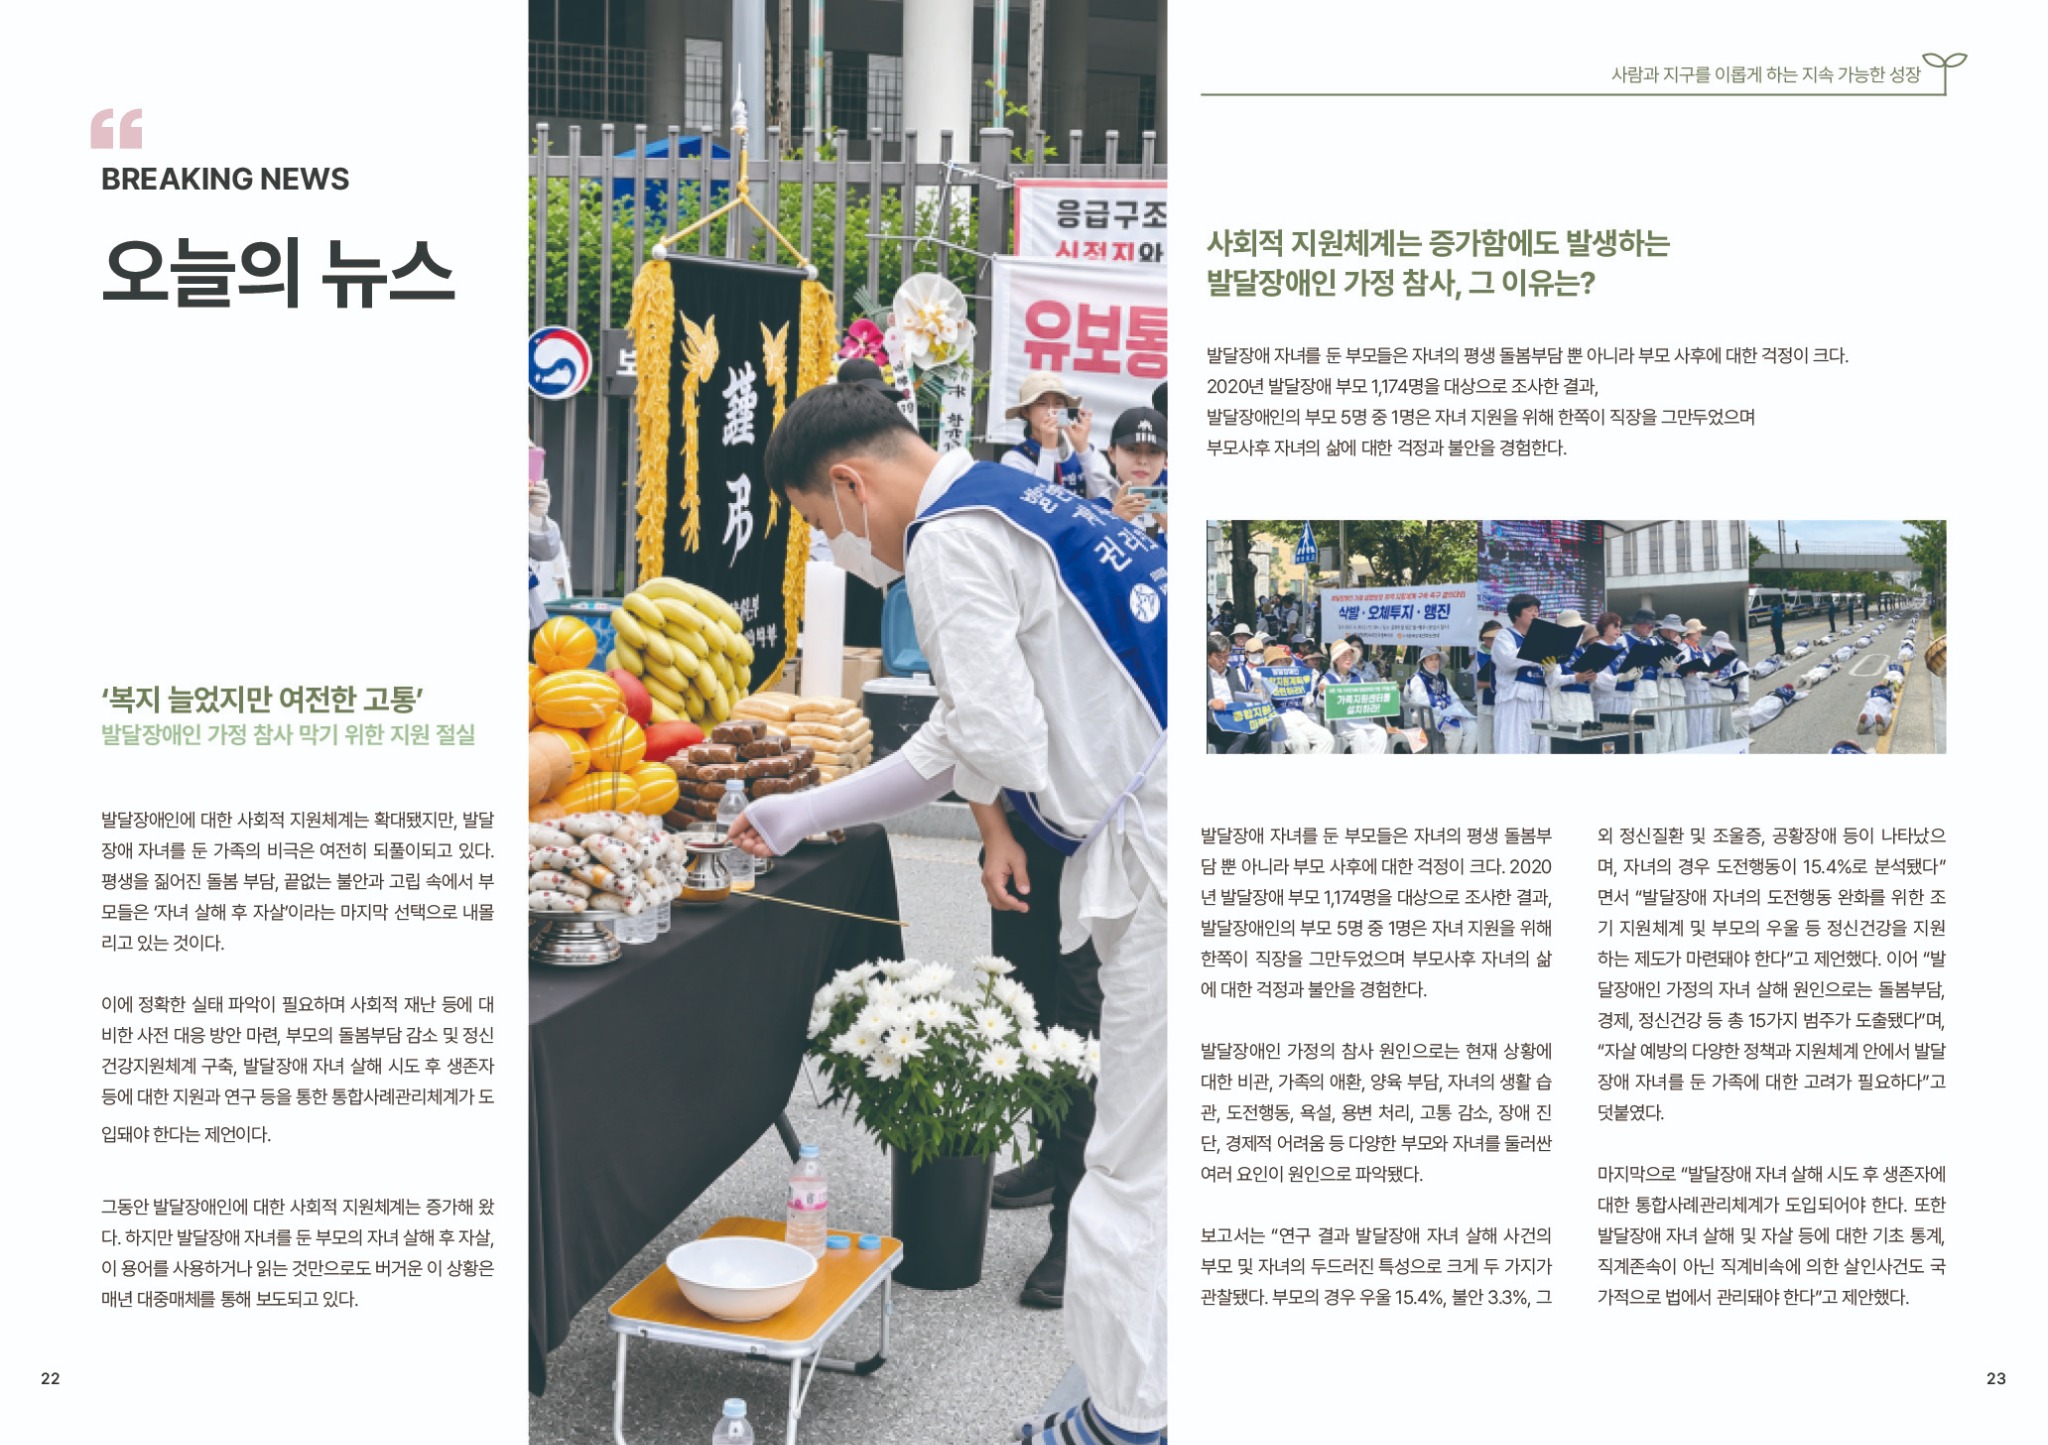 BREAKING NEWS
오늘의 뉴스
‘복지 늘었지만 여전한 고통’
발달장애인 가정 참사 막기 위한 지원 절실
발달장애인에 대한 사회적 지원체계는 확대됐지만, 발달
장애 자녀를 둔 가족의 비극은 여전히 되풀이되고 있다.
평생을 짊어진 돌봄 부담, 끝없는 불안과 고립 속에서 부
모들은 ‘자녀 살해 후 자살’이라는 마지막 선택으로 내몰
리고 있는 것이다.
이에 정확한 실태 파악이 필요하며 사회적 재난 등에 대
비한 사전 대응 방안 마련, 부모의 돌봄부담 감소 및 정신
건강지원체계 구축, 발달장애 자녀 살해 시도 후 생존자
등에 대한 지원과 연구 등을 통한 통합사례관리체계가 도
입돼야 한다는 제언이다.
그동안 발달장애인에 대한 사회적 지원체계는 증가해 왔
다. 하지만 발달장애 자녀를 둔 부모의 자녀 살해 후 자살,
이 용어를 사용하거나 읽는 것만으로도 버거운 이 상황은
매년 대중매체를 통해 보도되고 있다.
22
응급구조
유보통
謹弔
권리
사람과 지구를 이롭게 하는 지속 가능한 성장
사회적 지원체계는 증가함에도 발생하는
발달장애인 가정 참사, 그 이유는?
발달장애 자녀를 둔 부모들은 자녀의 평생 돌봄부담 뿐 아니라 부모 사후에 대한 걱정이 크다.
2020년 발달장애 부모 1,174명을 대상으로 조사한 결과,
발달장애인의 부모 5명 중 1명은 자녀 지원을 위해 한쪽이 직장을 그만두었으며
부모사후 자녀의 삶에 대한 걱정과 불안을 경험한다.
삭발·오체투지·행진
가족지원센터를
설치하라!
발달장애 자녀를 둔 부모들은 자녀의 평생 돌봄부
담 뿐 아니라 부모 사후에 대한 걱정이 크다. 2020
년 발달장애 부모 1,174명을 대상으로 조사한 결과,
발달장애인의 부모 5명 중 1명은 자녀 지원을 위해
한쪽이 직장을 그만두었으며 부모사후 자녀의 삶
에 대한 걱정과 불안을 경험한다.
발달장애인 가정의 참사 원인으로는 현재 상황에
대한 비관, 가족의 애환, 양육 부담, 자녀의 생활 습
관, 도전행동, 욕설, 용변 처리, 고통 감소, 장애 진
단, 경제적 어려움 등 다양한 부모와 자녀를 둘러싼
여러 요인이 원인으로 파악됐다.
보고서는 “연구 결과 발달장애 자녀 살해 사건의
부모 및 자녀의 두드러진 특성으로 크게 두 가지가
관찰됐다. 부모의 경우 우울 15.4%, 불안 3.3%, 그
외 정신질환 및 조울증, 공황장애 등이 나타났으
며, 자녀의 경우 도전행동이 15.4%로 분석됐다”
면서 “발달장애 자녀의 도전행동 완화를 위한 조
기 지원체계 및 부모의 우울 등 정신건강을 지원
하는 제도가 마련돼야 한다”고 제언했다. 이어 “발
달장애인 가정의 자녀 살해 원인으로는 돌봄부담,
경제, 정신건강 등 총 15가지 범주가 도출됐다”며,
“자살 예방의 다양한 정책과 지원체계 안에서 발달
장애 자녀를 둔 가족에 대한 고려가 필요하다”고
덧붙였다.
마지막으로 “발달장애 자녀 살해 시도 후 생존자에
대한 통합사례관리체계가 도입되어야 한다. 또한
발달장애 자녀 살해 및 자살 등에 대한 기초 통계,
직계존속이 아닌 직계비속에 의한 살인사건도 국
가적으로 법에서 관리돼야 한다”고 제안했다.
23